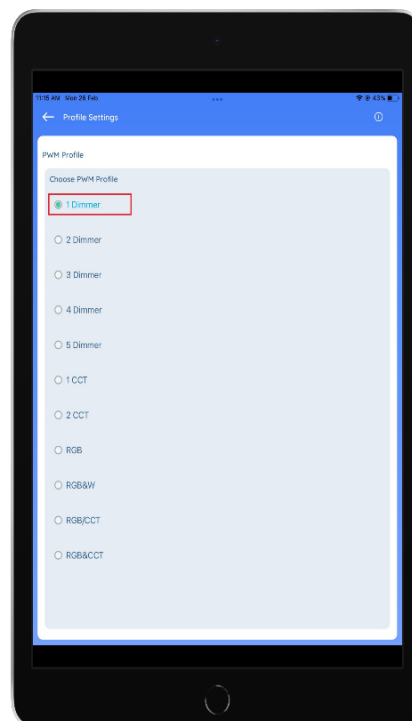 11:15 AM Mon 26 Feb
43%
Profile Settings
PWM Profile
Choose PWM Profile
1 Dimmer
2 Dimmer
3 Dimmer
4 Dimmer
5 Dimmer
1 CCT
2 CCT
RGB
RGB&W
RGB/CCT
RGB&CCT